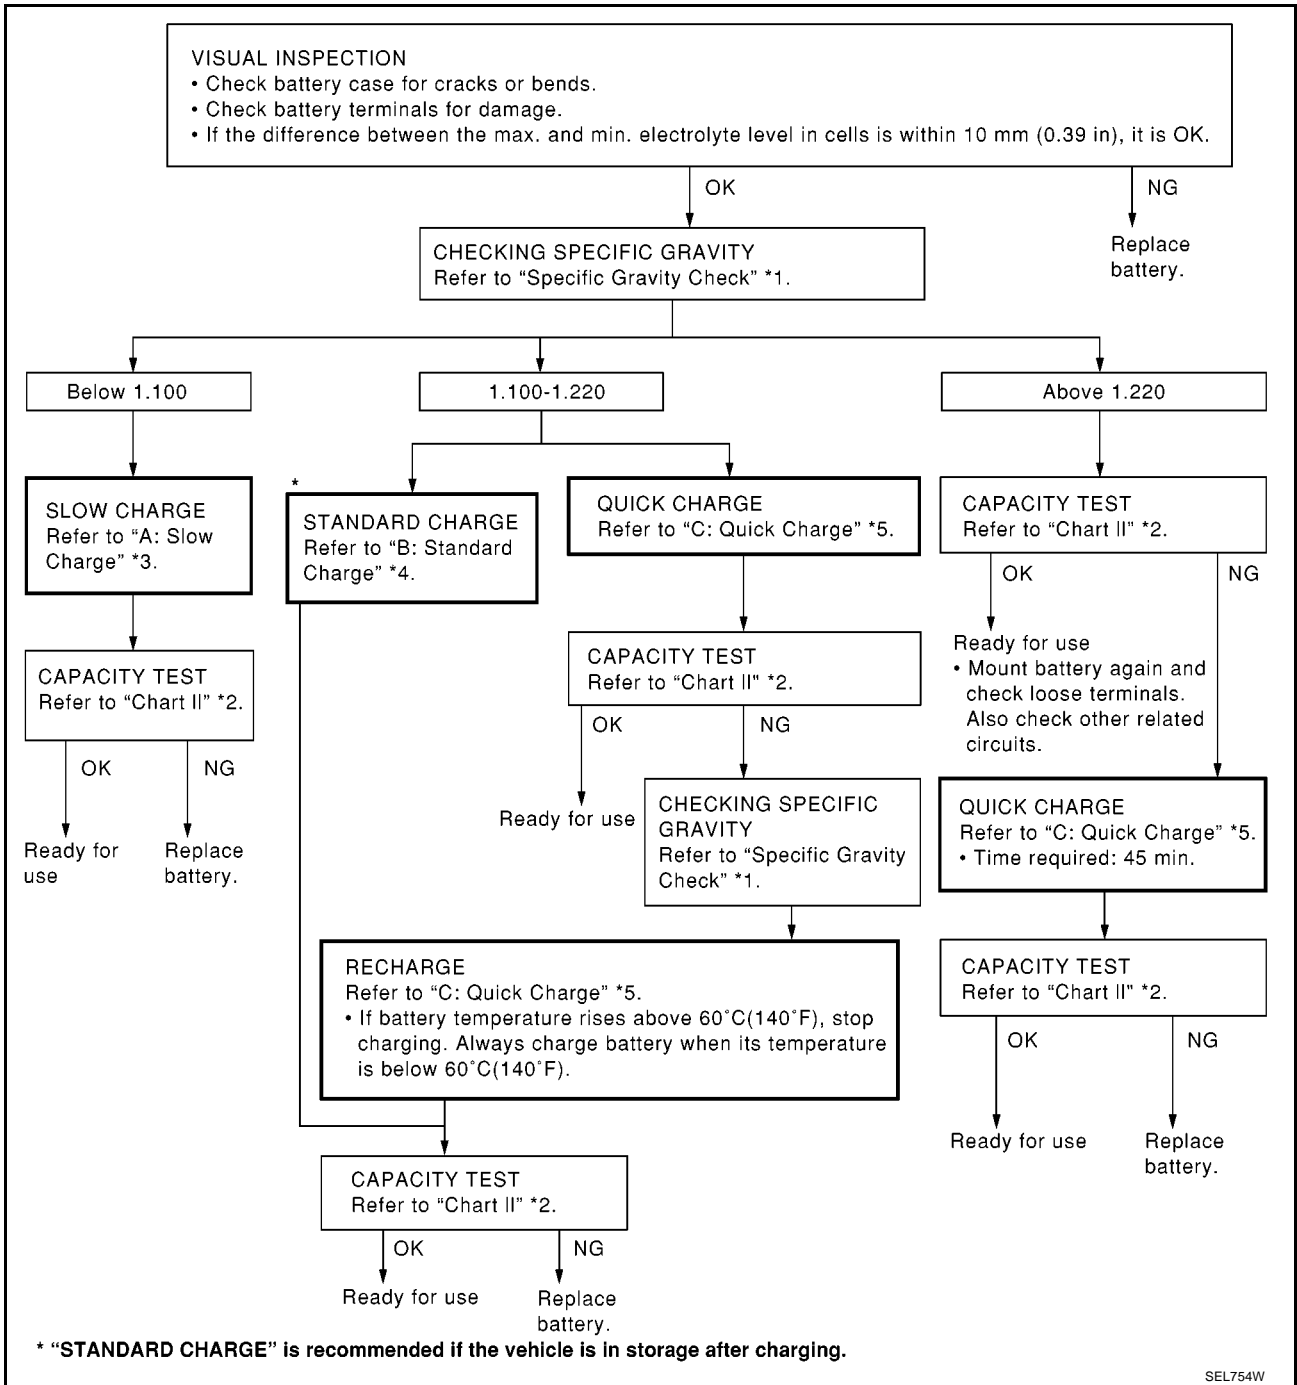 VISUAL INSPECTION
• Check battery case for cracks or bends.
• Check battery terminals for damage.
• If the difference between the max. and min. electrolyte level in cells is within 10 mm (0.39 in), it is OK.
OK
NG
Replace
battery.
CHECKING SPECIFIC GRAVITY
Refer to “Specific Gravity Check” *1.
Below 1.100
1.100-1.220
Above 1.220
SLOW CHARGE
Refer to “A: Slow
Charge” *3.
CAPACITY TEST
Refer to “Chart II” *2.
OK
NG
Ready for
use
Replace
battery.
*
STANDARD CHARGE
Refer to “B: Standard
Charge” *4.
QUICK CHARGE
Refer to “C: Quick Charge” *5.
CAPACITY TEST
Refer to “Chart II” *2.
OK
NG
Ready for use
CHECKING SPECIFIC
GRAVITY
Refer to “Specific Gravity
Check” *1.
RECHARGE
Refer to “C: Quick Charge” *5.
• If battery temperature rises above 60˚C(140˚F), stop
charging. Always charge battery when its temperature
is below 60˚C(140˚F).
CAPACITY TEST
Refer to “Chart II” *2.
OK
NG
Ready for use
Replace
battery.
CAPACITY TEST
Refer to “Chart II” *2.
OK
NG
Ready for use
• Mount battery again and
check loose terminals.
Also check other related
circuits.
QUICK CHARGE
Refer to “C: Quick Charge” *5.
• Time required: 45 min.
CAPACITY TEST
Refer to “Chart II” *2.
OK
NG
Ready for use
Replace
battery.
* “STANDARD CHARGE” is recommended if the vehicle is in storage after charging.
SEL754W